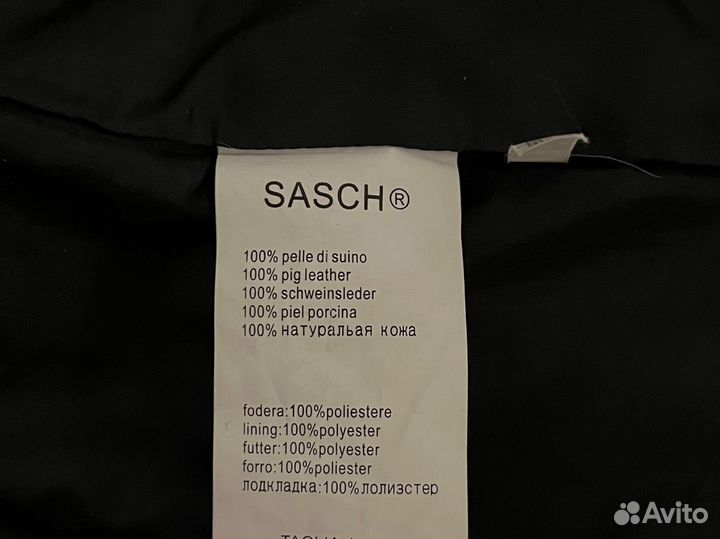 SASCH®
100% pelle di suino
100% pig leather
100% schweinsleder
100% piel porcina
100% натуральая кожа
fodera:100%poliestere
lining:100%polyester
futter:100%polyester
forro:100%poliester
лодкладка:100%лолизстер
Avito